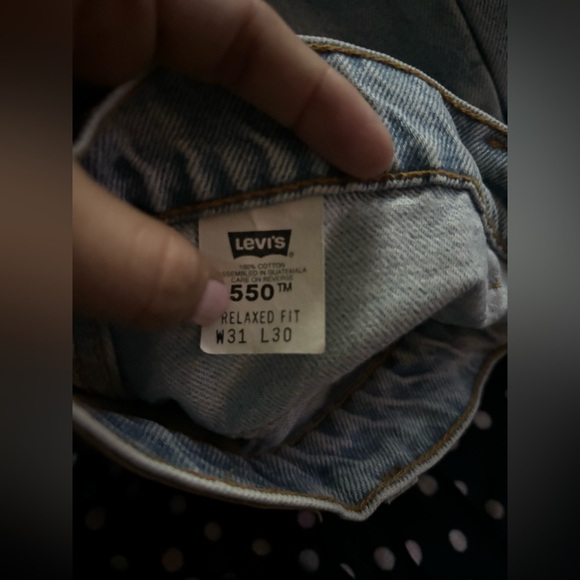 LEVI'S
®
100% COTTON
ASSEMBLED IN GUATEMALA
CARE ON REVERSE
550™
RELAXED FIT
W31 L30